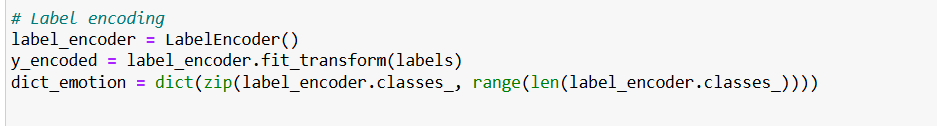 # Label encoding
label_encoder = LabelEncoder()
y_encoded = label_encoder.fit_transform(labels)
dict_emotion = dict(zip(label_encoder.classes_, range(len(label_encoder.classes_))))